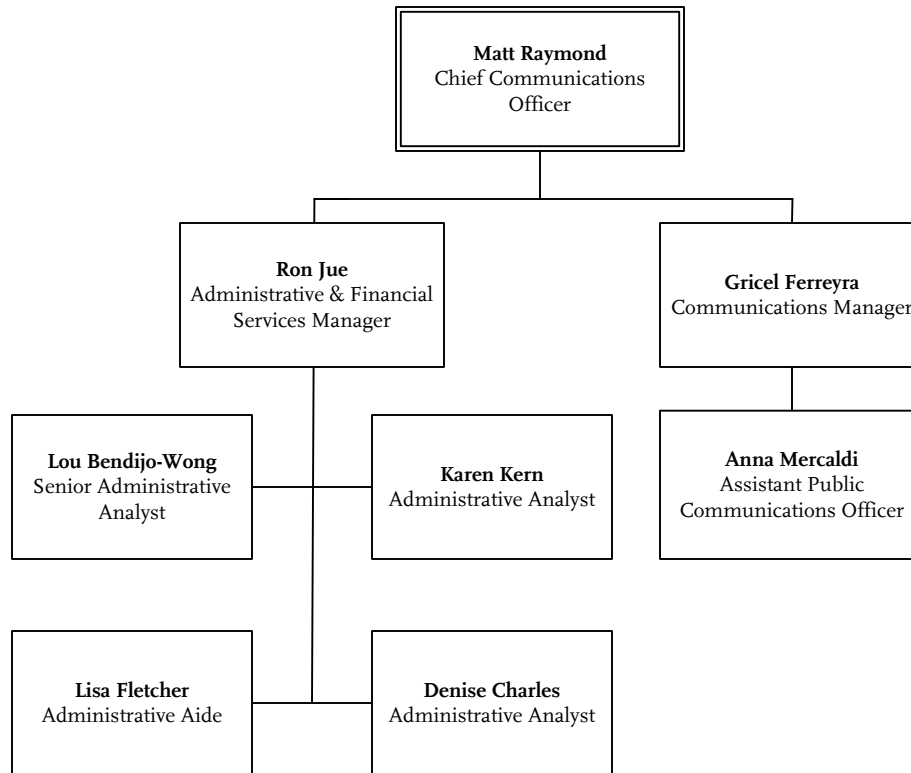 Matt Raymond
Chief Communications
Officer
Ron Jue
Administrative & Financial
Services Manager
Gricel Ferreyra
Communications Manager
Lou Bendijo-Wong
Senior Administrative
Analyst
Karen Kern
Administrative Analyst
Anna Mercaldi
Assistant Public
Communications Officer
Lisa Fletcher
Administrative Aide
Denise Charles
Administrative Analyst